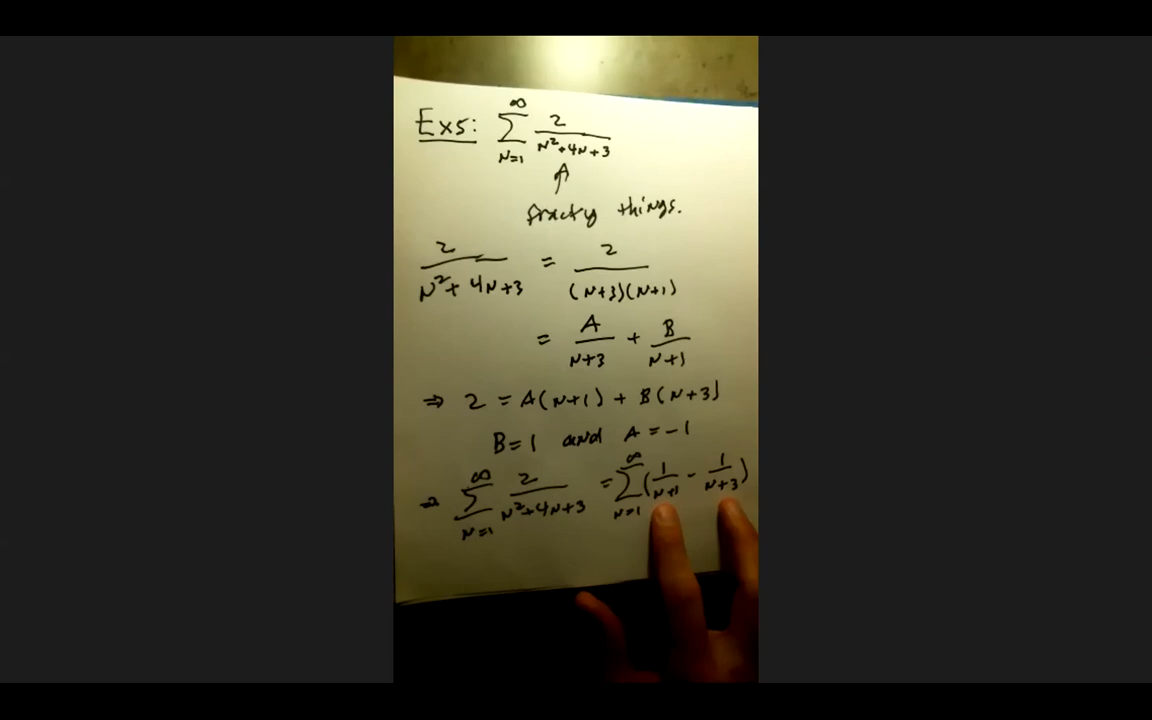 Ex5: ∞ ∑ N=1 2/(N²+4N+3)
things.
2/(N²+4N+3) = 2/((N+3)(N+1))
= A/(N+3) + B/(N+1)
⇒ 2 = A(N+1) + B(N+3)
B=1 and A=-1
⇒ ∞ ∑ N=1 2/(N²+4N+3) = ∞ ∑ N=1 (1/(N+1) - 1/(N+3))